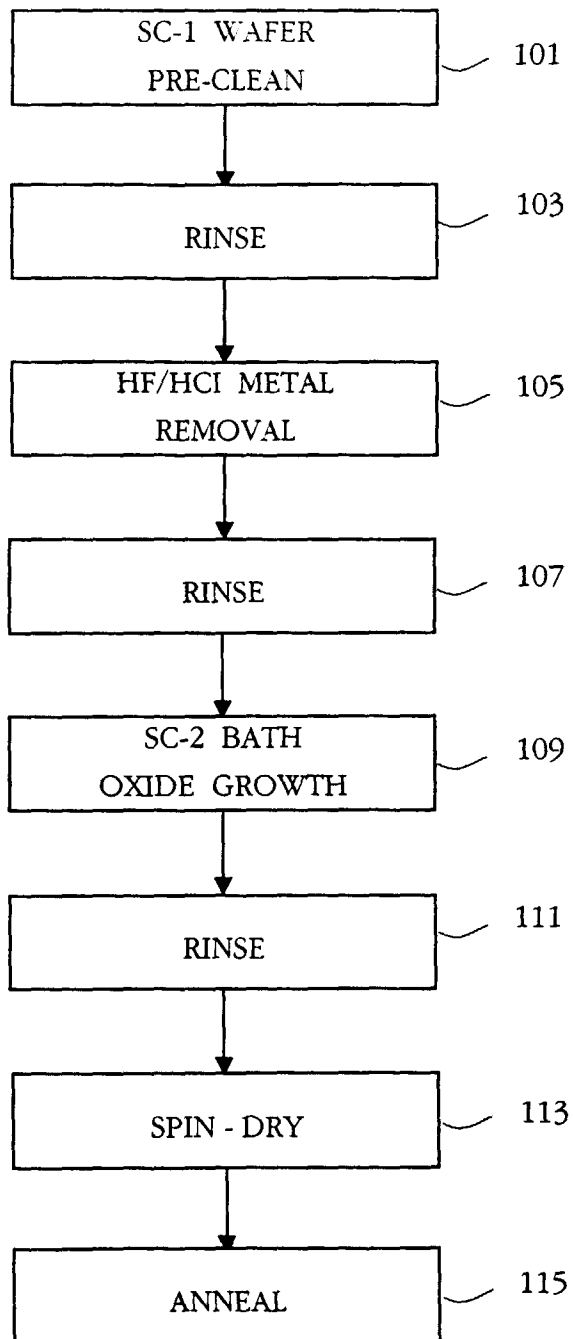 SC-1 WAFER
PRE-CLEAN
101
RINSE
103
HF/HCl METAL
REMOVAL
105
RINSE
107
SC-2 BATH
OXIDE GROWTH
109
RINSE
111
SPIN - DRY
113
ANNEAL
115